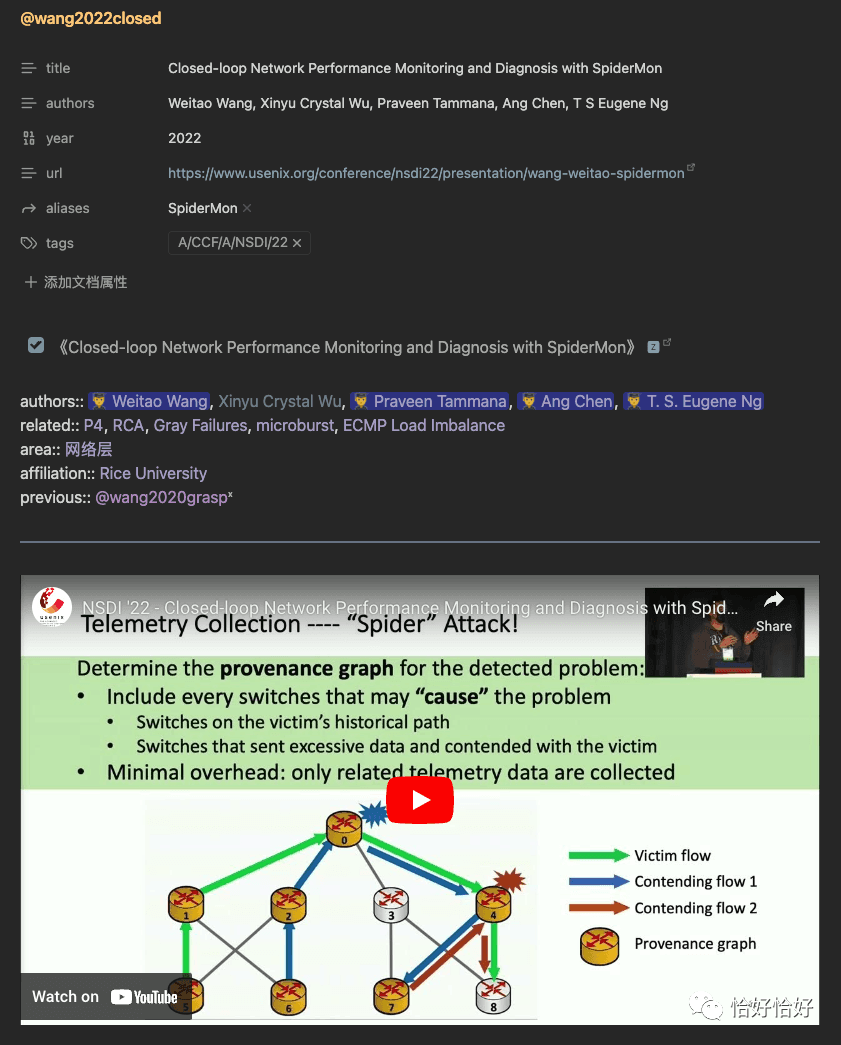 @wang2022closed
title Closed-loop Network Performance Monitoring and Diagnosis with SpiderMon
authors Weitao Wang, Xinyu Crystal Wu, Praveen Tammana, Ang Chen, T S Eugene Ng
year 2022
url https://www.usenix.org/conference/nsdi22/presentation/wang-weitao-spidermon
aliases SpiderMon ×
tags A/CCF/A/NSDI/22 ×
+ 添加文档属性
《Closed-loop Network Performance Monitoring and Diagnosis with SpiderMon》 Z
authors:: Weitao Wang, Xinyu Crystal Wu, Praveen Tammana, Ang Chen, T. S. Eugene Ng
related:: P4, RCA, Gray Failures, microburst, ECMP Load Imbalance
area:: 网络层
affiliation:: Rice University
previous:: @wang2020grasp x
usenix
NSDI '22 - Closed-loop Network Performance Monitoring and Diagnosis with Spid...
Share
Telemetry Collection ---- “Spider” Attack!
Determine the provenance graph for the detected problem:
• Include every switches that may “cause” the problem
• Switches on the victim’s historical path
• Switches that sent excessive data and contended with the victim
• Minimal overhead: only related telemetry data are collected
0
1 2 3 4
5 6 7 8
Victim flow
Contending flow 1
Contending flow 2
Provenance graph
Watch on YouTube
恰好恰好